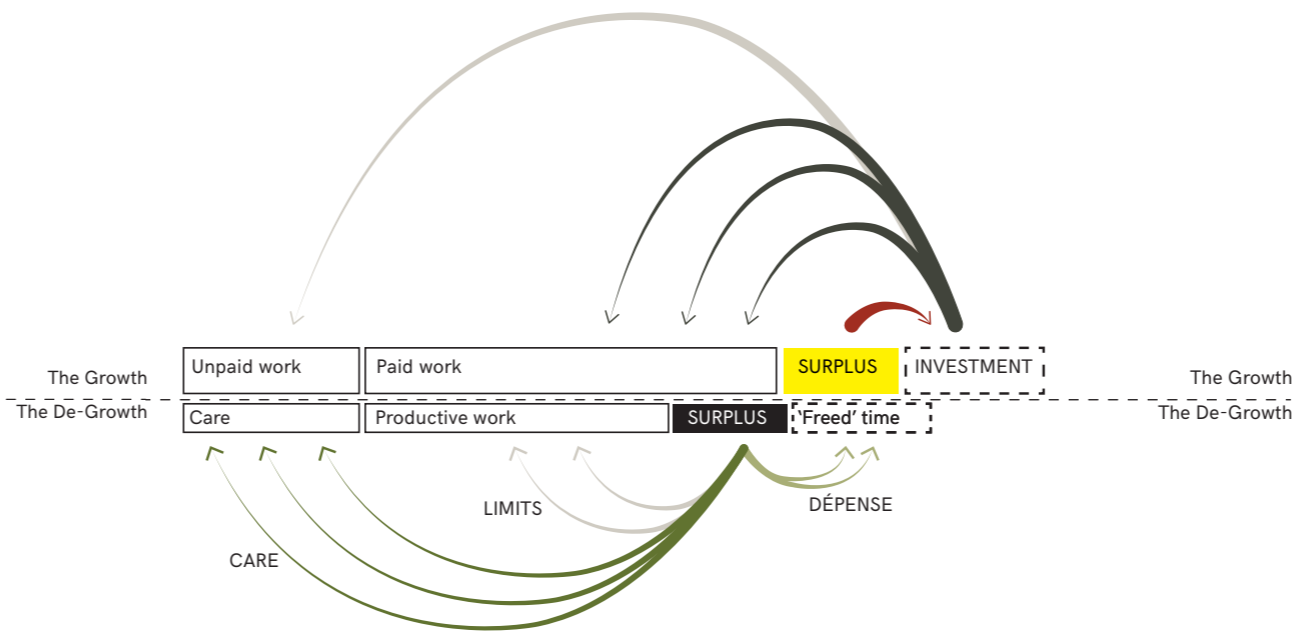 The Growth
Unpaid work
Paid work
SURPLUS
INVESTMENT
The Growth
The De-Growth
Care
Productive work
SURPLUS
'Freed' time
The De-Growth
LIMITS
DÉPENSE
CARE